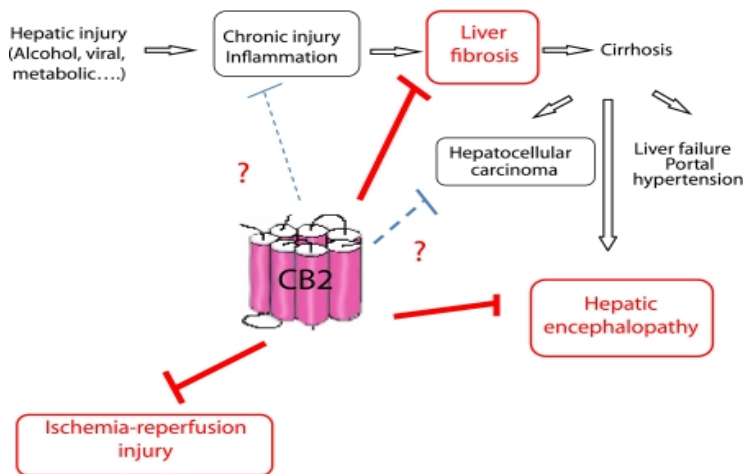 Hepatic injury
(Alcohol, viral,
metabolic....)
Chronic injury
Inflammation
Liver
fibrosis
Cirrhosis
Hepatocellular
carcinoma
Liver failure
Portal
hypertension
?
?
CB2
Hepatic
encephalopathy
Ischemia-reperfusion
injury